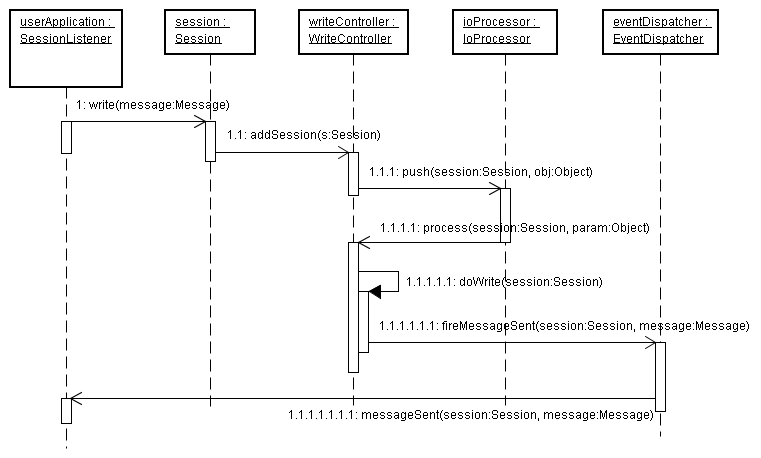 userApplication :
SessionListener
session :
Session
writeController :
WriteController
ioProcessor :
IoProcessor
eventDispatcher :
EventDispatcher
1: write(message:Message)
1.1: addSession(s:Session)
1.1.1: push(session:Session, obj:Object)
1.1.1.1: process(session:Session, param:Object)
1.1.1.1.1: doWrite(session:Session)
1.1.1.1.1.1: fireMessageSent(session:Session, message:Message)
1.1.1.1.1.1.1: messageSent(session:Session, message:Message)